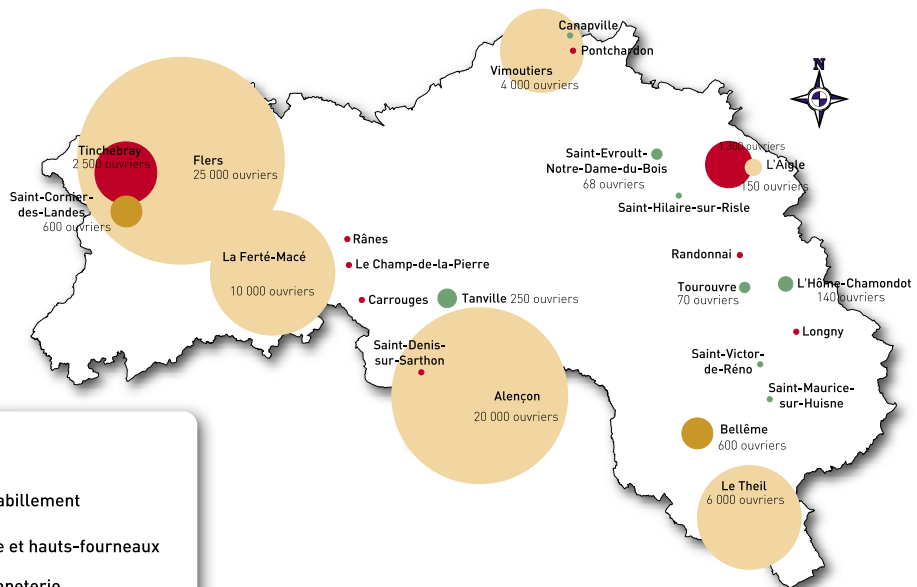 Canapville
Pontchardon
N
Vimoutiers
4 000 ouvriers
Tinchebray
2 500 ouvriers
Flers
25 000 ouvriers
Saint-Evroult-
Notre-Dame-du-Bois
68 ouvriers
1 300 ouvriers
L'Aigle
150 ouvriers
Saint-Cornier-
des-Landes
600 ouvriers
Saint-Hilaire-sur-Risle
Rânes
La Ferté-Macé
10 000 ouvriers
Le Champ-de-la-Pierre
Randonnai
Carrouges
Tanville 250 ouvriers
Tourouvre
70 ouvriers
L'Hôme-Chamondot
140 ouvriers
Longny
Saint-Denis-
sur-Sarthon
Saint-Victor-
de-Réno
Alençon
20 000 ouvriers
Saint-Maurice-
sur-Huisne
Bellême
600 ouvriers
Le Theil
6 000 ouvriers
abillement
e et hauts-fourneaux